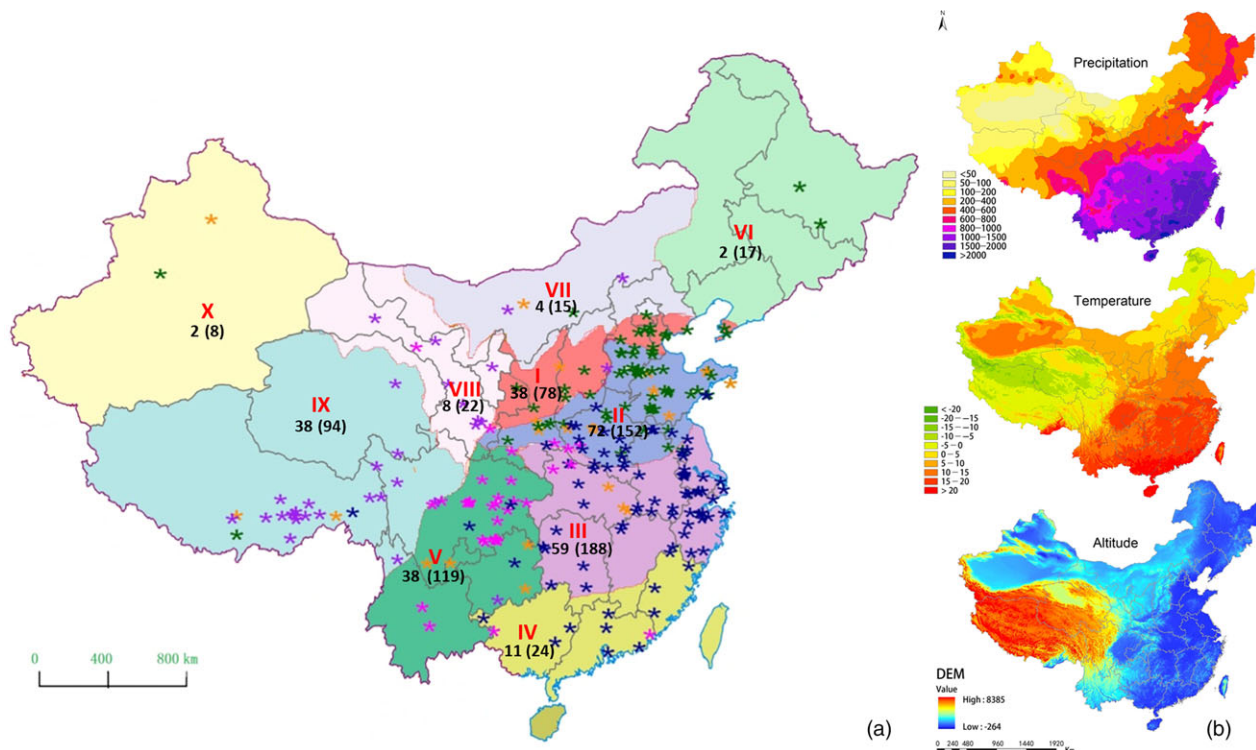 VI
2 (17)
VII
4 (15)
X
2 (8)
I
38 (78)
VIII
8 (22)
IX
38 (94)
II
72 (152)
III
59 (188)
V
38 (119)
IV
11 (24)
0 400 800 km
(a)
N
Precipitation
<50
50–100
100–200
200–400
400–600
600–800
800–1000
1000–1500
1500–2000
>2000
Temperature
< -20
-20–-15
-15–-10
-10–-5
-5–0
0–5
5–10
10–15
15–20
> 20
Altitude
DEM
Value
High : 8385
Low : -264
0 240 480 960 1440 1920
Km
(b)